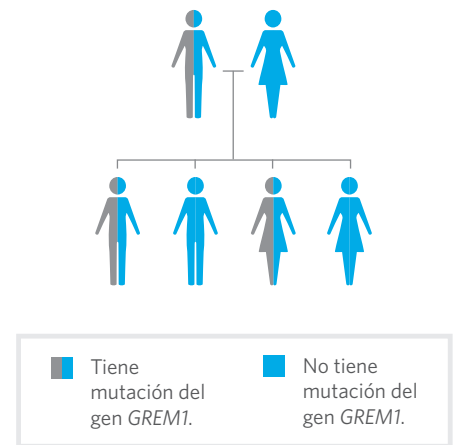 Tiene
mutación del
gen GREM1.
No tiene
mutación del
gen GREM1.